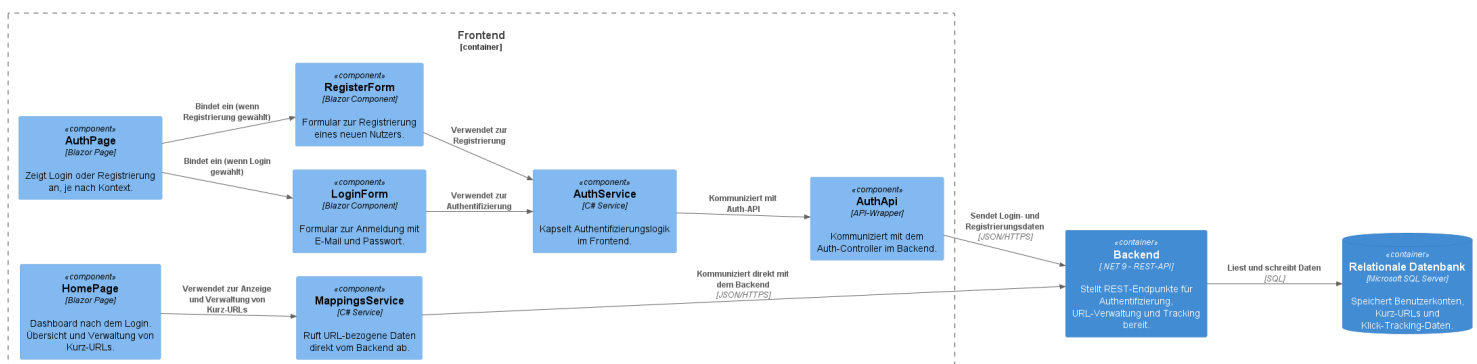 Frontend
[container]
«component»
AuthPage
[Blazor Page]
Zeigt Login oder Registrierung
an, je nach Kontext.
Bindet ein (wenn
Registrierung gewählt)
Bindet ein (wenn Login
gewählt)
«component»
RegisterForm
[Blazor Component]
Formular zur Registrierung
eines neuen Nutzers.
«component»
LoginForm
[Blazor Component]
Formular zur Anmeldung mit
E-Mail und Passwort.
Verwendet zur
Registrierung
Verwendet zur
Authentifizierung
«component»
AuthService
[C# Service]
Kapselt Authentifizierungslogik
im Frontend.
Kommuniziert mit
Auth-API
«component»
AuthApi
[API-Wrapper]
Kommuniziert mit dem
Auth-Controller im Backend.
Sendet Login- und
Registrierungsdaten
[JSON/HTTPS]
«component»
HomePage
[Blazor Page]
Dashboard nach dem Login.
Übersicht und Verwaltung von
Kurz-URLs.
Verwendet zur Anzeige
und Verwaltung von
Kurz-URLs
«component»
MappingsService
[C# Service]
Ruft URL-bezogene Daten
direkt vom Backend ab.
Kommuniziert direkt mit
dem Backend
[JSON/HTTPS]
«container»
Backend
[.NET 9 - REST-API]
Stellt REST-Endpunkte für
Authentifizierung,
URL-Verwaltung und Tracking
bereit.
Liest und schreibt Daten
[SQL]
«container»
Relationale Datenbank
[Microsoft SQL Server]
Speichert Benutzerkonten,
Kurz-URLs und
Klick-Tracking-Daten.